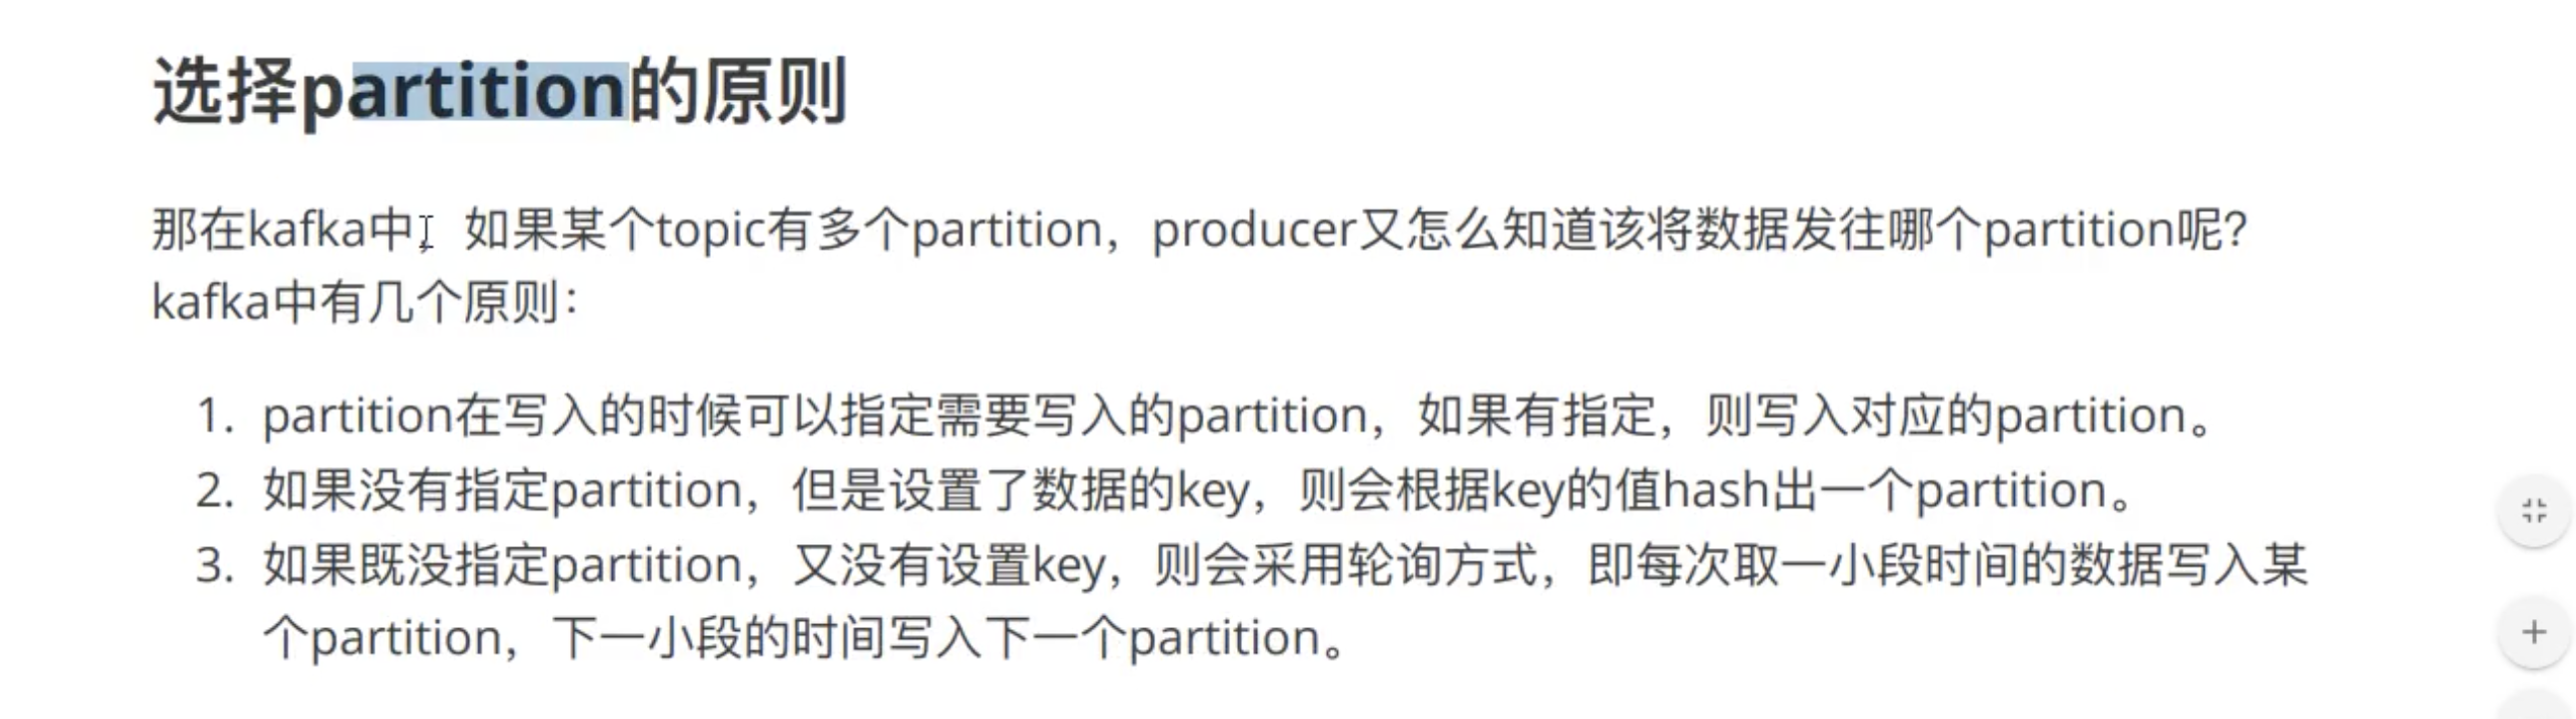 选择partition的原则
那在kafka中，如果某个topic有多个partition，producer又怎么知道该将数据发往哪个partition呢？
kafka中有几个原则：
1. partition在写入的时候可以指定需要写入的partition，如果有指定，则写入对应的partition。
2. 如果没有指定partition，但是设置了数据的key，则会根据key的值hash出一个partition。
3. 如果既没指定partition，又没有设置key，则会采用轮询方式，即每次取一小段时间的数据写入某
个partition，下一小段的时间写入下一个partition。